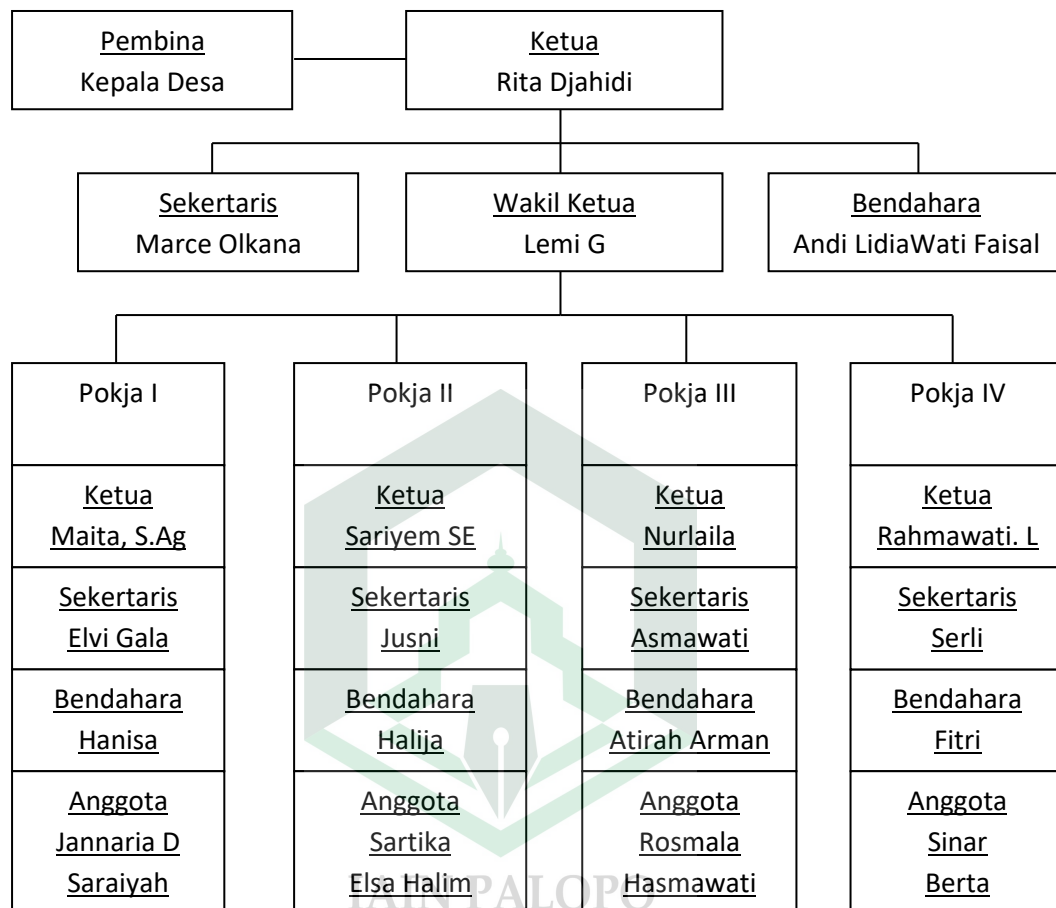 Pembina
Kepala Desa
Ketua
Rita Djahidi
Sekertaris
Marce Olkana
Wakil Ketua
Lemi G
Bendahara
Andi LidiaWati Faisal
Pokja I
Ketua
Maita, S.Ag
Sekertaris
Elvi Gala
Bendahara
Hanisa
Anggota
Jannaria D
Saraiyah
Pokja II
Ketua
Sariyem SE
Sekertaris
Jusni
Bendahara
Halija
Anggota
Sartika
Elsa Halim
Pokja III
Ketua
Nurlaila
Sekertaris
Asmawati
Bendahara
Atirah Arman
Anggota
Rosmala
Hasmawati
Pokja IV
Ketua
Rahmawati. L
Sekertaris
Serli
Bendahara
Fitri
Anggota
Sinar
Berta
IAIN PALOPO